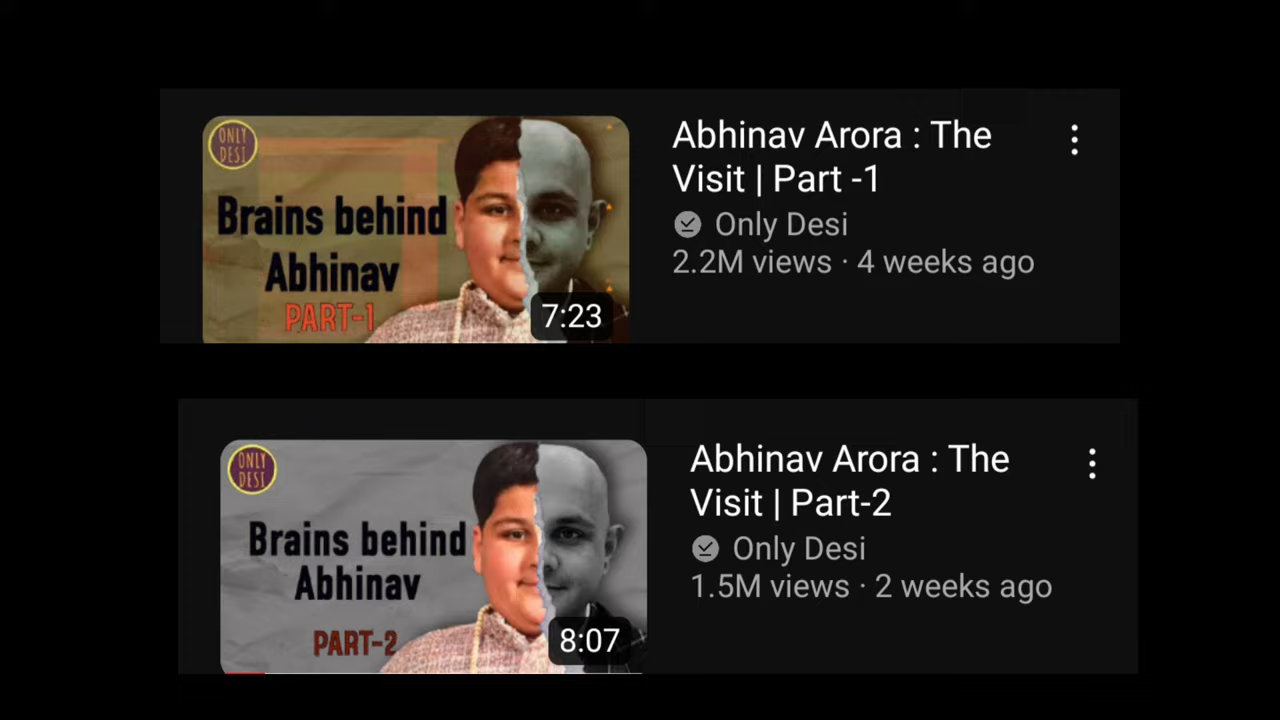 ONLY
DESI
Brains behind
Abhinav
PART-1
7:23
Abhinav Arora : The
Visit | Part -1
Only Desi
2.2M views · 4 weeks ago
ONLY
DESI
Brains behind
Abhinav
PART-2
8:07
Abhinav Arora : The
Visit | Part-2
Only Desi
1.5M views · 2 weeks ago